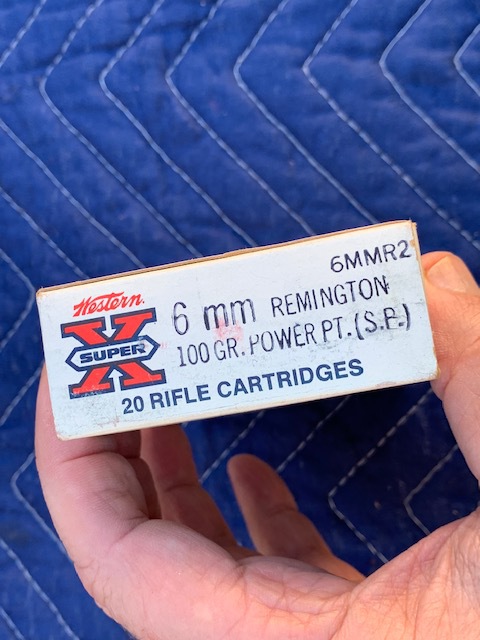 6MMR2
Western
SUPER X
6 mm REMINGTON
100 GR. POWER PT. (S.P.)
20 RIFLE CARTRIDGES